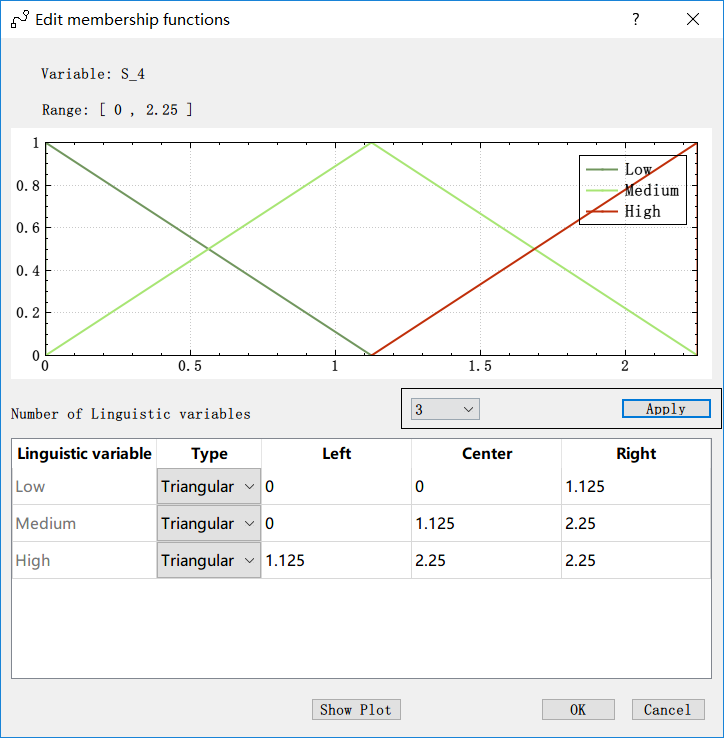 Edit membership functions ?
Variable: S_4
Range: [ 0 , 2.25 ]
1
0.8
0.6
0.4
0.2
0
0 0.5 1 1.5 2
Low
Medium
High
Number of Linguistic variables 3 Apply
Linguistic variable Type Left Center Right
Low Triangular 0 0 1.125
Medium Triangular 0 1.125 2.25
High Triangular 1.125 2.25 2.25
Show Plot OK Cancel